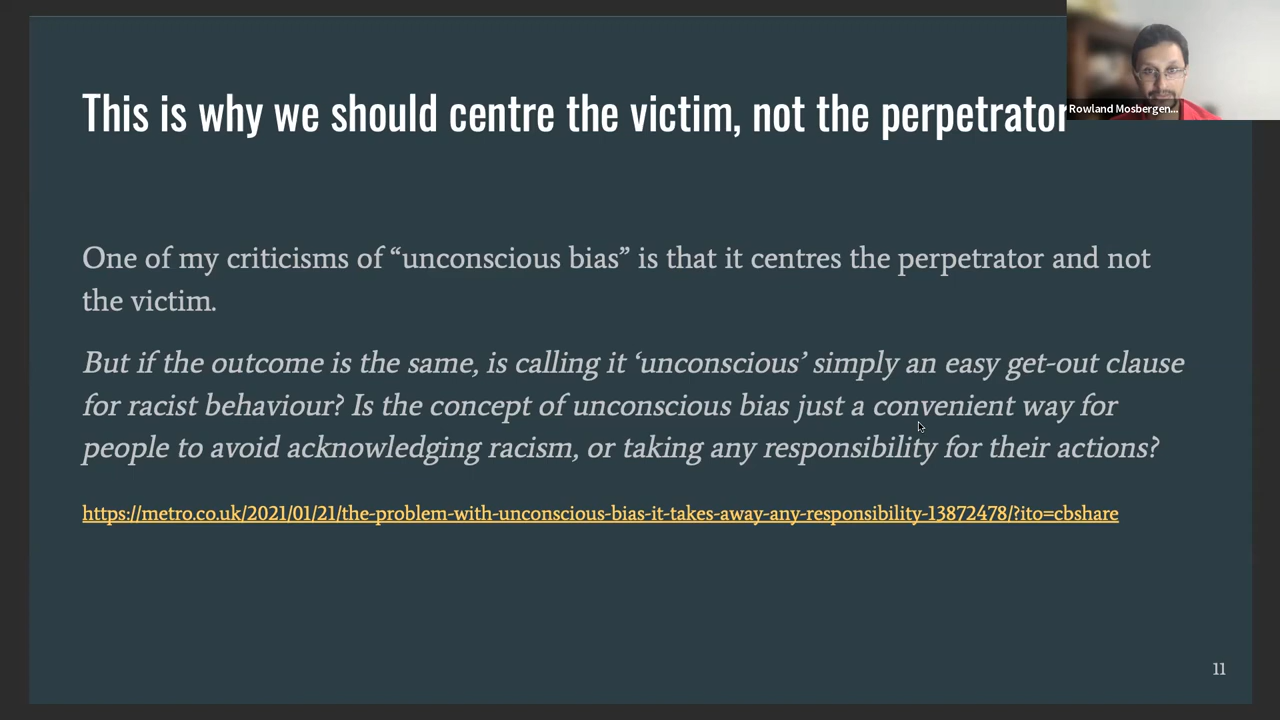 This is why we should centre the victim, not the perpetrator
Rowland Mosbergen...
One of my criticisms of “unconscious bias” is that it centres the perpetrator and not
the victim.
But if the outcome is the same, is calling it ‘unconscious’ simply an easy get-out clause
for racist behaviour? Is the concept of unconscious bias just a convenient way for
people to avoid acknowledging racism, or taking any responsibility for their actions?
https://metro.co.uk/2021/01/21/the-problem-with-unconscious-bias-it-takes-away-any-responsibility-13872478/?ito=cbshare
11